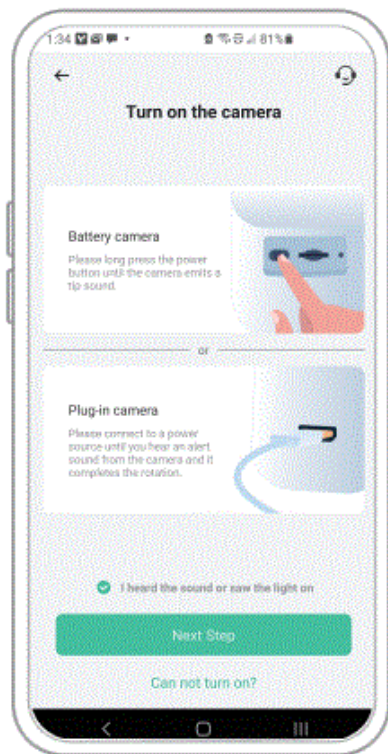 1:34 81%
Turn on the camera
Battery camera
Please long press the power
button until the camera emits a
tip sound.
or
Plug-in camera
Please connect to a power
source until you hear an alert
sound from the camera and it
completes the rotation.
I heard the sound or saw the light on
Next Step
Can not turn on?